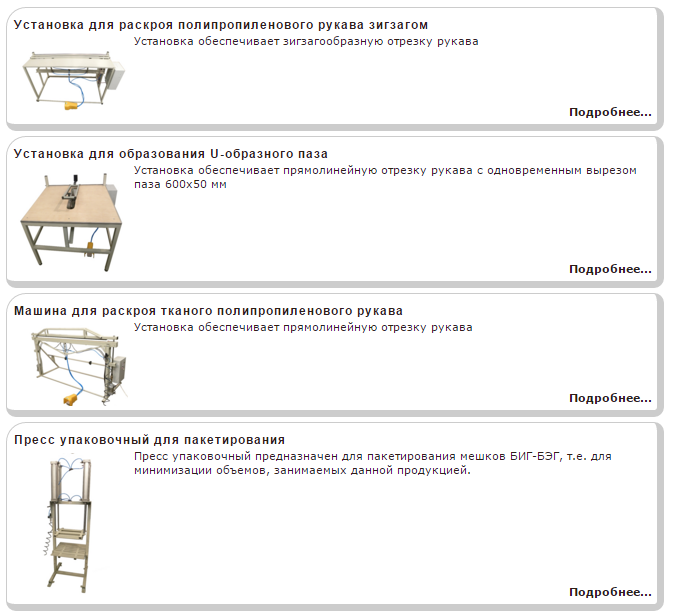 Установка для раскроя полипропиленового рукава зигзагом
Установка обеспечивает зигзагообразную отрезку рукава
Подробнее...
Установка для образования U-образного паза
Установка обеспечивает прямолинейную отрезку рукава с одновременным вырезом
паза 600x50 мм
Подробнее...
Машина для раскроя тканого полипропиленового рукава
Установка обеспечивает прямолинейную отрезку рукава
Подробнее...
Пресс упаковочный для пакетирования
Пресс упаковочный предназначен для пакетирования мешков БИГ-БЭГ, т.е. для
минимизации объемов, занимаемых данной продукцией.
Подробнее...